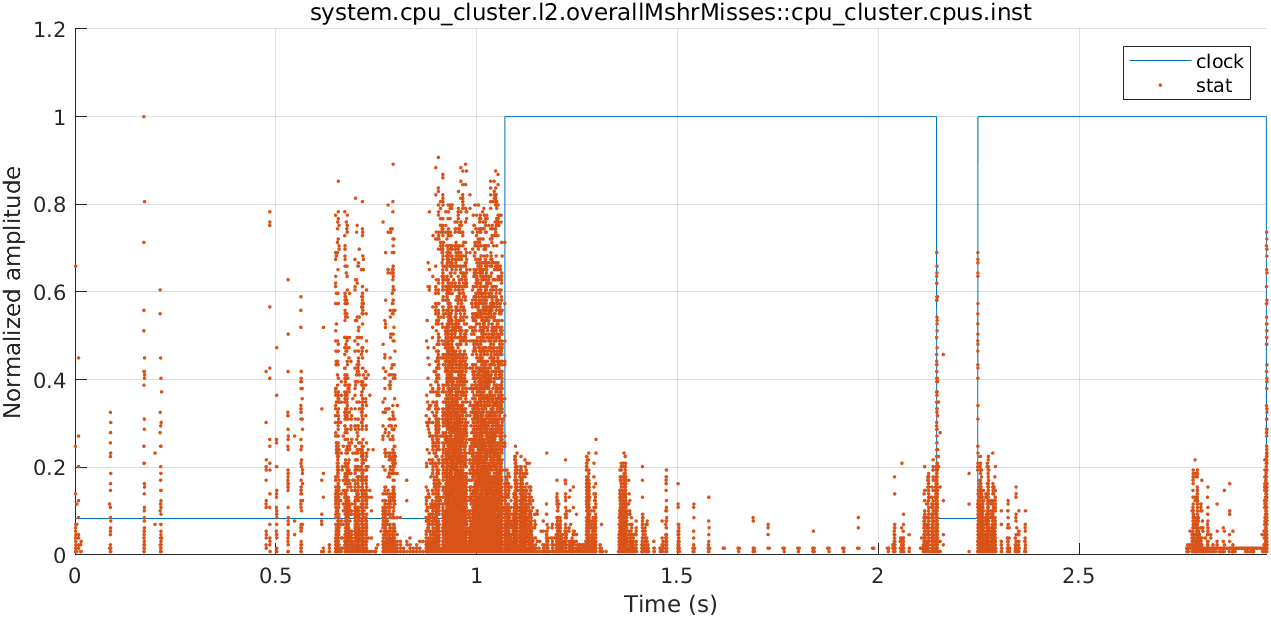 system.cpu_cluster.l2.overallMshrMisses::cpu_cluster.cpus.inst
1.2
1
0.8
0.6
0.4
0.2
0
Normalized amplitude
clock
stat
0
0.5
1
1.5
2
2.5
Time (s)